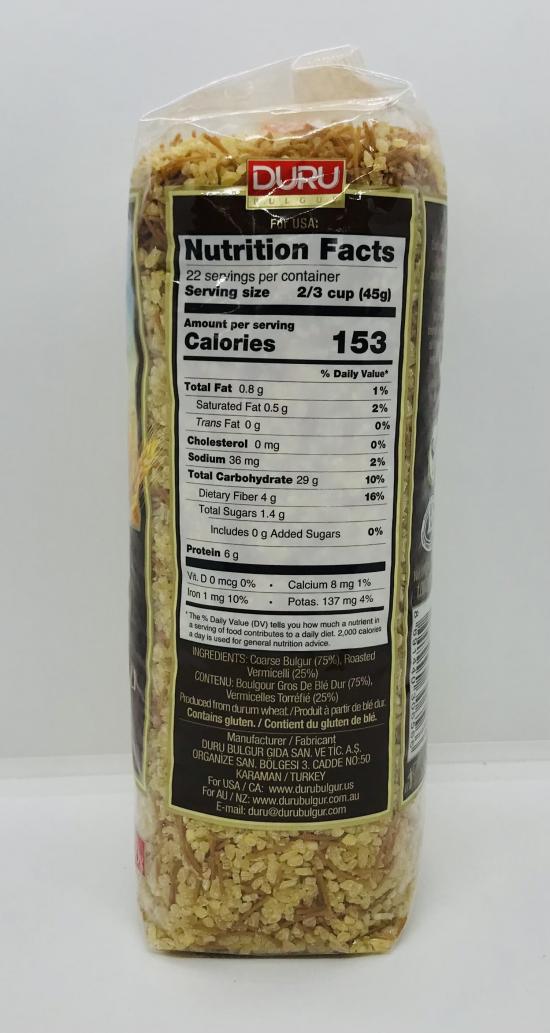 DURU
BULGUR
For USA:
Nutrition Facts
22 servings per container
Serving size 2/3 cup (45g)
Amount per serving
Calories 153
% Daily Value*
Total Fat 0.8 g 1%
Saturated Fat 0.5 g 2%
Trans Fat 0 g 0%
Cholesterol 0 mg 0%
Sodium 36 mg 2%
Total Carbohydrate 29 g 10%
Dietary Fiber 4 g 16%
Total Sugars 1.4 g
Includes 0 g Added Sugars 0%
Protein 6 g
Vit. D 0 mcg 0% • Calcium 8 mg 1%
Iron 1 mg 10% • Potas. 137 mg 4%
*The % Daily Value (DV) tells you how much a nutrient in
a serving of food contributes to a daily diet. 2,000 calories
a day is used for general nutrition advice.
INGREDIENTS: Coarse Bulgur (75%), Roasted
Vermicelli (25%)
CONTENU: Boulgour Gros De Blé Dur (75%),
Vermicelles Torréfié (25%)
Produced from durum wheat./Produit à partir de blé dur.
Contains gluten. / Contient du gluten de blé.
Manufacturer / Fabricant
DURU BULGUR GIDA SAN. VE TİC. A.Ş.
ORGANIZE SAN. BÖLGESI 3. CADDE NO:50
KARAMAN / TURKEY
For USA / CA: www.durubulgur.us
For AU / NZ: www.durubulgur.com.au
E-mail: duru@durubulgur.com